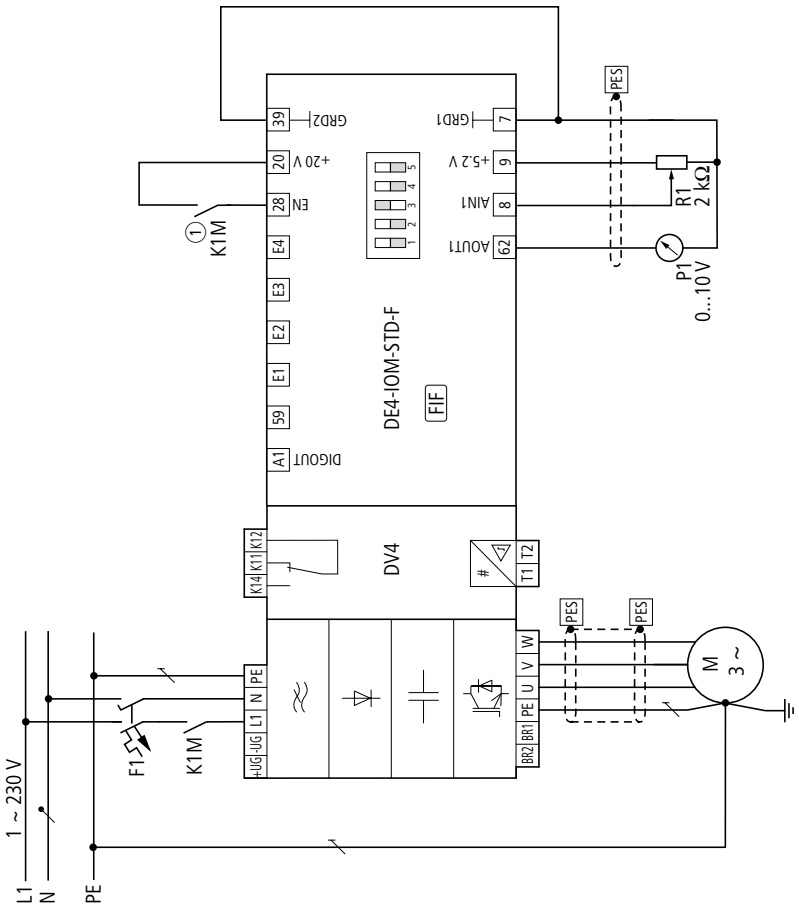 1 ~ 230 V
L1
N
PE
F1
K1M
+UG -UG L1 N PE
K14 K11 K12
DV4
#
T1 T2
BR2 BR1 PE U V W
PES
PES
M
3 ~
1
K1M
A1 59 E1 E2 E3 E4 28 20 39
DIGOUT
EN
+20 V
GRD2
DE4-IOM-STD-F
FIF
1 2 3 4 5
AOUT1
AIN1
+5.2 V
GRD1
62 8 9 7
PES
P1
0...10 V
R1
2 kΩ